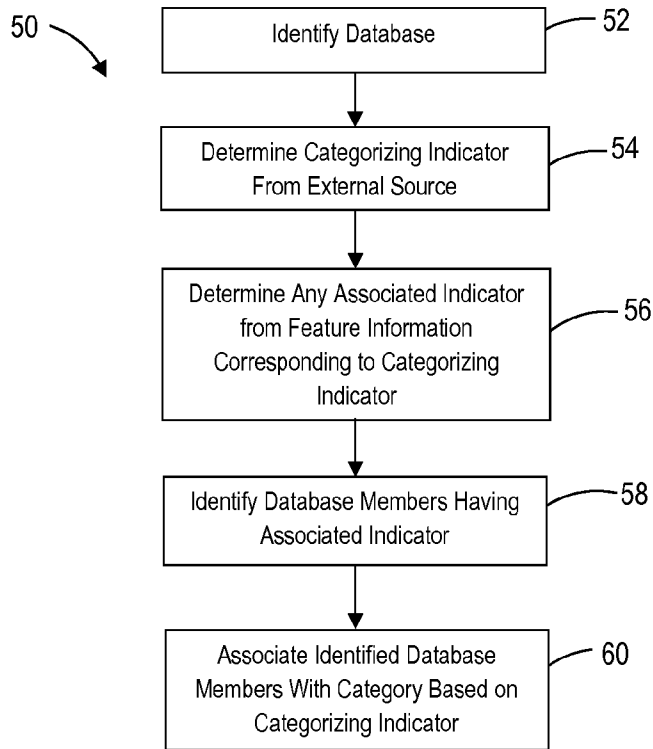 50
Identify Database
52
Determine Categorizing Indicator
From External Source
54
Determine Any Associated Indicator
from Feature Information
Corresponding to Categorizing
Indicator
56
Identify Database Members Having
Associated Indicator
58
Associate Identified Database
Members With Category Based on
Categorizing Indicator
60